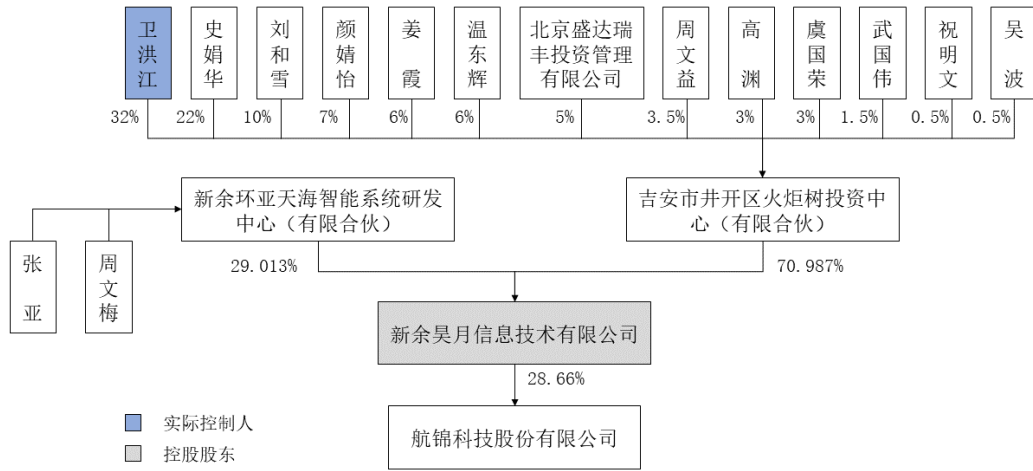 卫洪江
史娟华
刘和雪
颜婧怡
姜霞
温东辉
北京盛达瑞
丰投资管理
有限公司
周文益
高渊
虞国荣
武国伟
祝明文
吴波
32%
22%
10%
7%
6%
6%
5%
3.5%
3%
3%
1.5%
0.5%
0.5%
新余环亚天海智能系统研发
中心（有限合伙）
吉安市井开区火炬树投资中
心（有限合伙）
张亚
周文梅
29.013%
70.987%
新余昊月信息技术有限公司
28.66%
航锦科技股份有限公司
实际控制人
控股股东